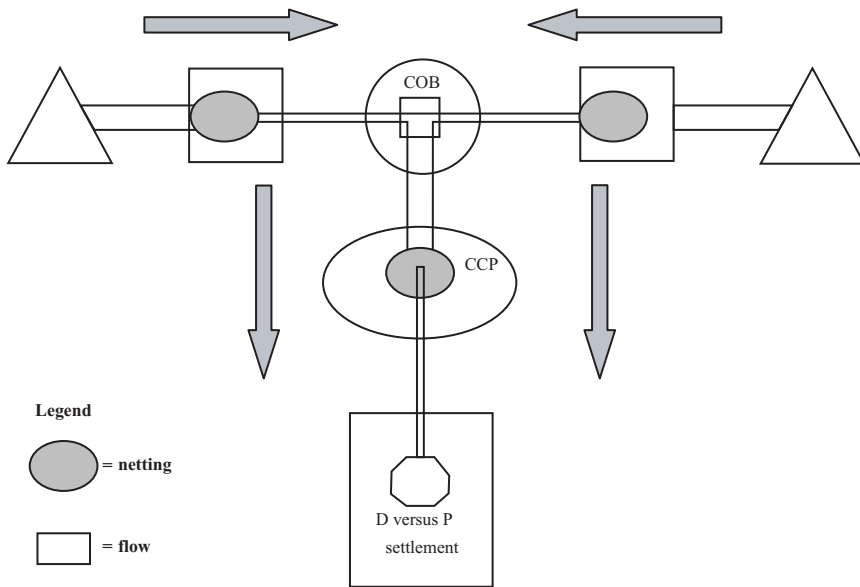 COB
CCP
Legend
= netting
= flow
D versus P
settlement